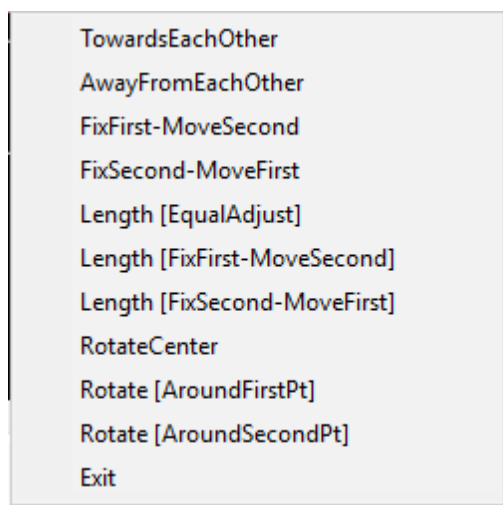 TowardsEachOther
AwayFromEachOther
FixFirst-MoveSecond
FixSecond-MoveFirst
Length [EqualAdjust]
Length [FixFirst-MoveSecond]
Length [FixSecond-MoveFirst]
RotateCenter
Rotate [AroundFirstPt]
Rotate [AroundSecondPt]
Exit